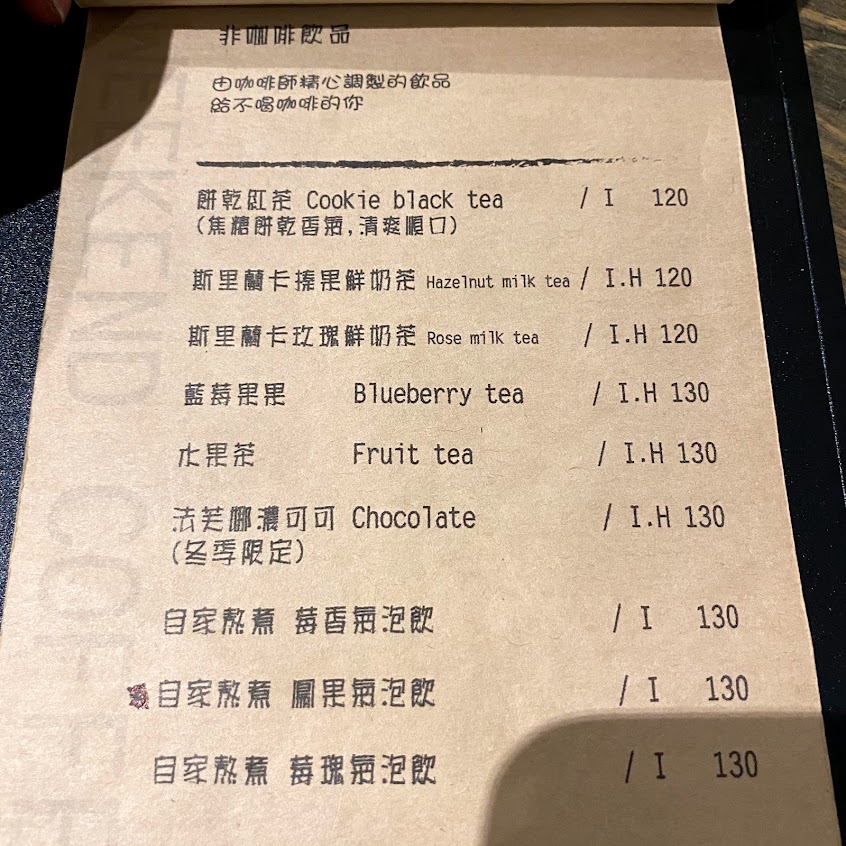 非咖啡飲品
由咖啡師精心調製的飲品
給不喝咖啡的你
餅乾紅茶 Cookie black tea / I 120
(焦糖餅乾香氣,清爽順口)
斯里蘭卡榛果鮮奶茶 Hazelnut milk tea / I.H 120
斯里蘭卡玫瑰鮮奶茶 Rose milk tea / I.H 120
藍莓果果 Blueberry tea / I.H 130
水果茶 Fruit tea / I.H 130
法芙娜濃可可 Chocolate / I.H 130
(冬季限定)
自家熬煮 莓香氣泡飲 / I 130
自家熬煮 鳳果氣泡飲 / I 130
自家熬煮 莓瑰氣泡飲 / I 130
WEEKEND COFFE